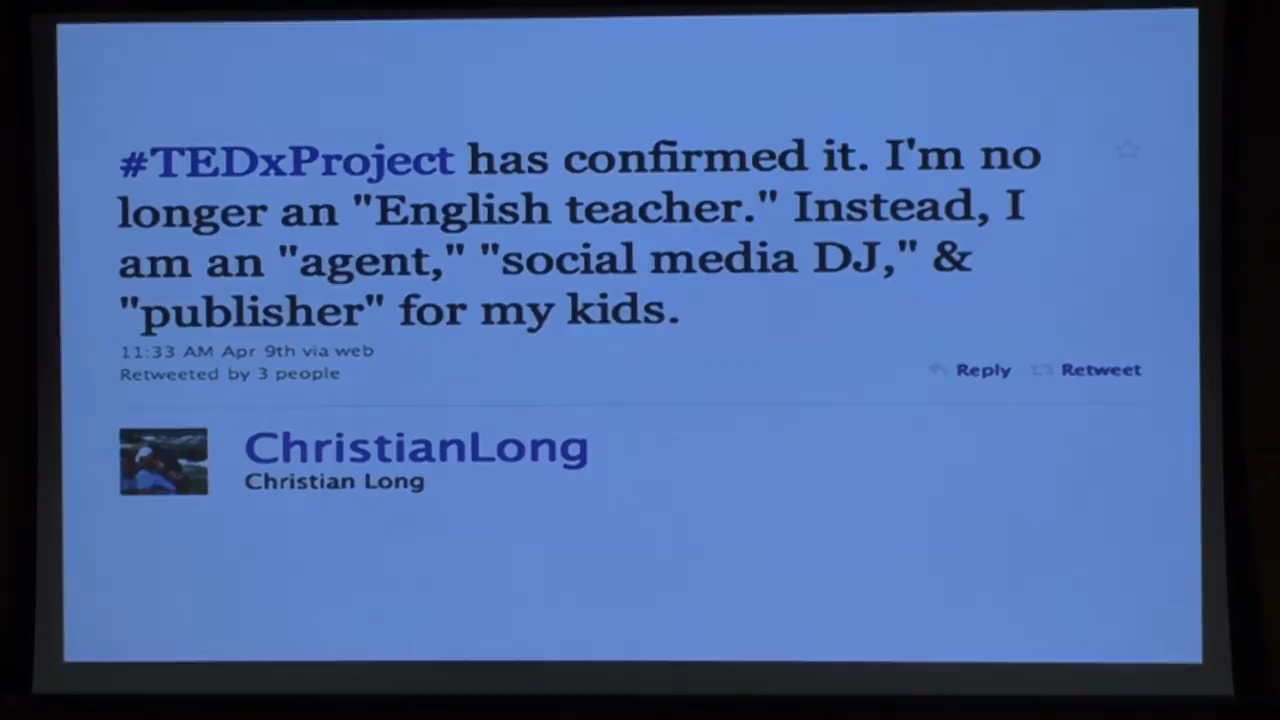 #TEDxProject has confirmed it. I'm no
longer an "English teacher." Instead, I
am an "agent," "social media DJ," &
"publisher" for my kids.
11:33 AM Apr 9th via web
Retweeted by 3 people
Reply Retweet
ChristianLong
Christian Long